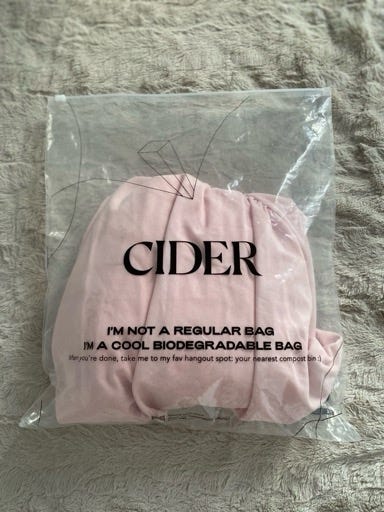 CIDER
I'M NOT A REGULAR BAG
I'M A COOL BIODEGRADABLE BAG
After you're done, take me to my fav hangout spot: your nearest compost bin :)